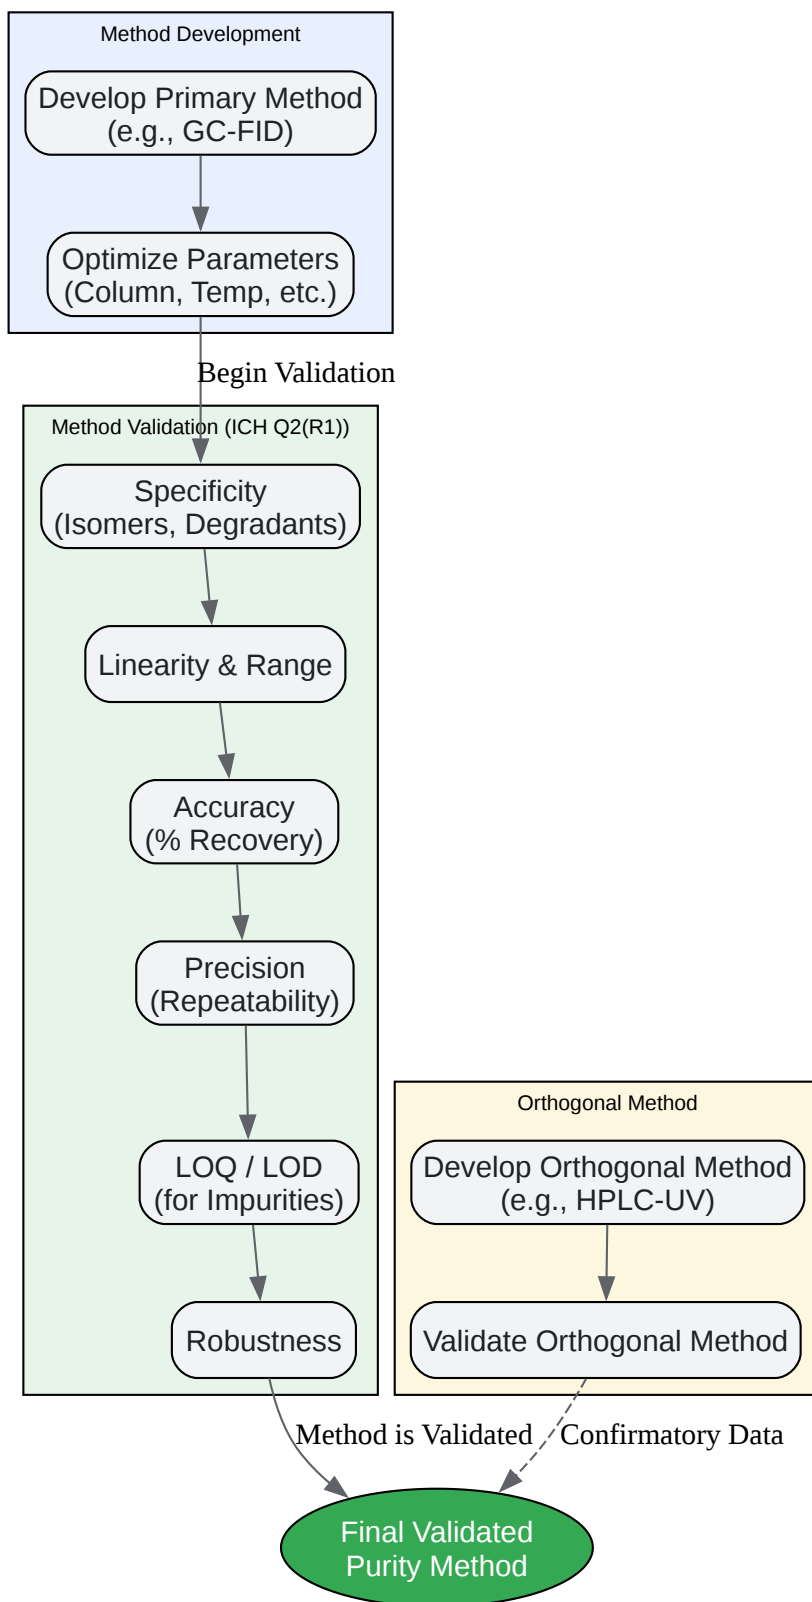 Method Development
Develop Primary Method
(e.g., GC-FID)
Optimize Parameters
(Column, Temp, etc.)
Begin Validation
Method Validation (ICH Q2(R1))
Specificity
(Isomers, Degradants)
Linearity & Range
Accuracy
(% Recovery)
Precision
(Repeatability)
LOQ / LOD
(for Impurities)
Robustness
Orthogonal Method
Develop Orthogonal Method
(e.g., HPLC-UV)
Validate Orthogonal Method
Method is Validated
Confirmatory Data
Final Validated
Purity Method